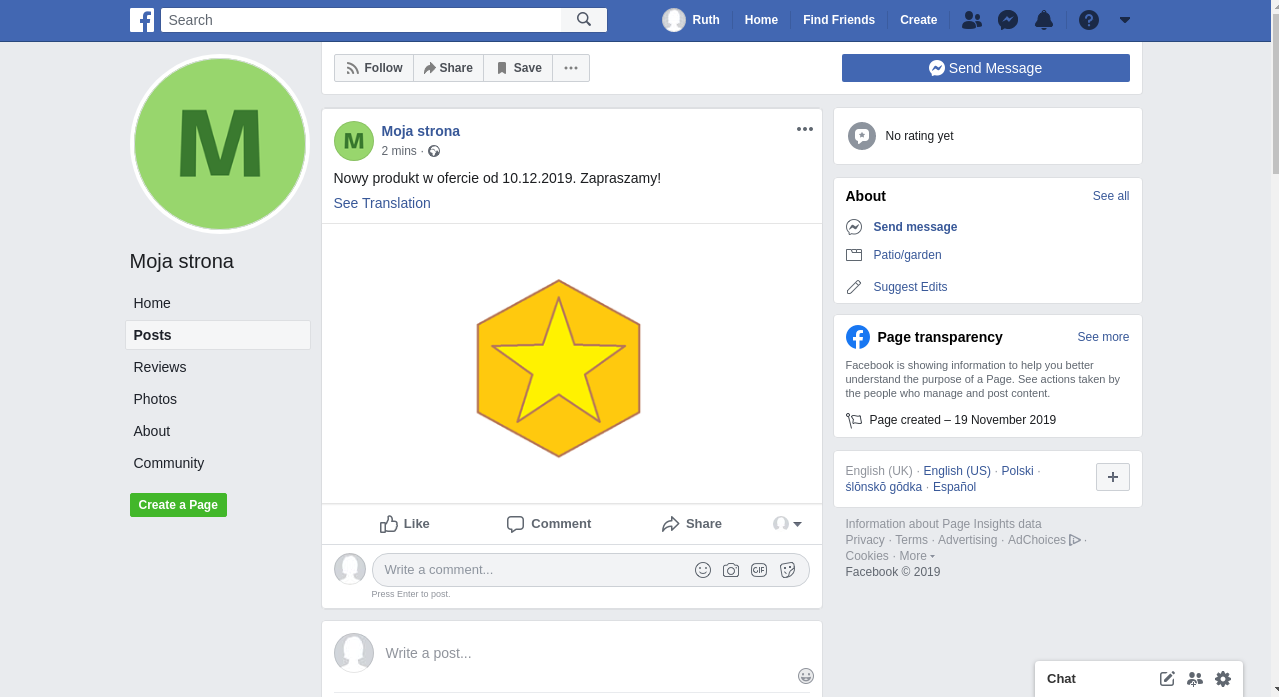 Search
Ruth
Home
Find Friends
Create
M
Moja strona
Home
Posts
Reviews
Photos
About
Community
Create a Page
Follow
Share
Save
Send Message
M
Moja strona
2 mins ·
Nowy produkt w ofercie od 10.12.2019. Zapraszamy!
See Translation
Like
Comment
Share
Write a comment...
GIF
Press Enter to post.
Write a post...
No rating yet
About
See all
Send message
Patio/garden
Suggest Edits
Page transparency
See more
Facebook is showing information to help you better
understand the purpose of a Page. See actions taken by
the people who manage and post content.
Page created – 19 November 2019
English (UK) · English (US) · Polski ·
ślōnskŏ gŏdka · Español
Information about Page Insights data
Privacy · Terms · Advertising · AdChoices ·
Cookies · More
Facebook © 2019
Chat